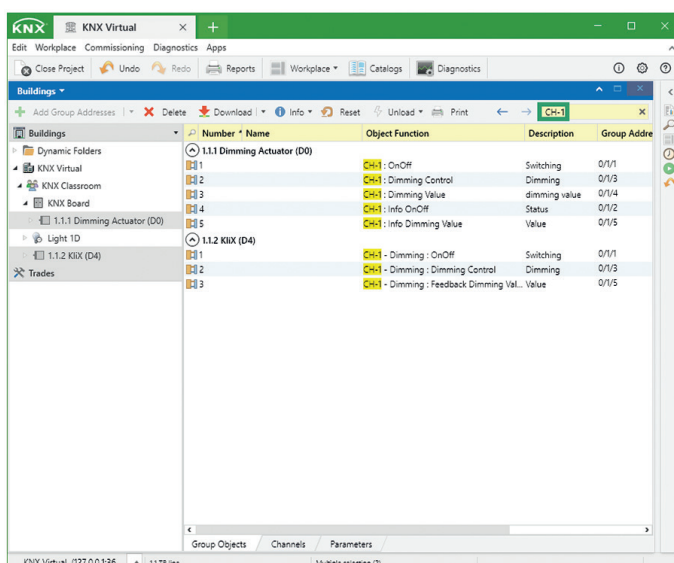 KNX KNX Virtual × +
Edit Workplace Commissioning Diagnostics Apps
Close Project Undo Redo Reports Workplace Catalogs Diagnostics
Buildings
Add Group Addresses Delete Download Info Reset Unload Print CH-1
Buildings Number Name Object Function Description Group Addre
Dynamic Folders
KNX Virtual
KNX Classroom
KNX Board
1.1.1 Dimming Actuator (D0)
Light 1D
1.1.2 KliX (D4)
Trades
1.1.1 Dimming Actuator (D0)
1 CH-1 : OnOff Switching 0/1/1
2 CH-1 : Dimming Control Dimming 0/1/3
3 CH-1 : Dimming Value dimming value 0/1/4
4 CH-1 : Info OnOff Status 0/1/2
5 CH-1 : Info Dimming Value Value 0/1/5
1.1.2 KliX (D4)
1 CH-1 - Dimming : OnOff Switching 0/1/1
2 CH-1 - Dimming : Dimming Control Dimming 0/1/3
3 CH-1 - Dimming : Feedback Dimming Val... Value 0/1/5
Group Objects Channels Parameters